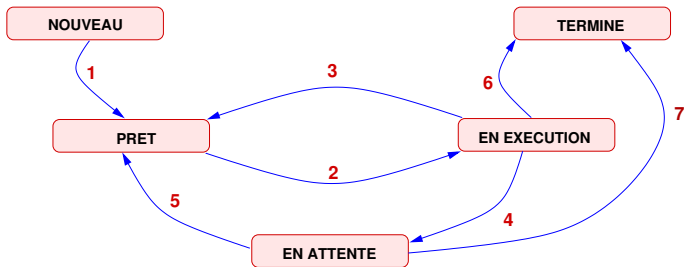 NOUVEAU
TERMINE
1
3
6
7
PRET
EN EXECUTION
2
5
4
EN ATTENTE